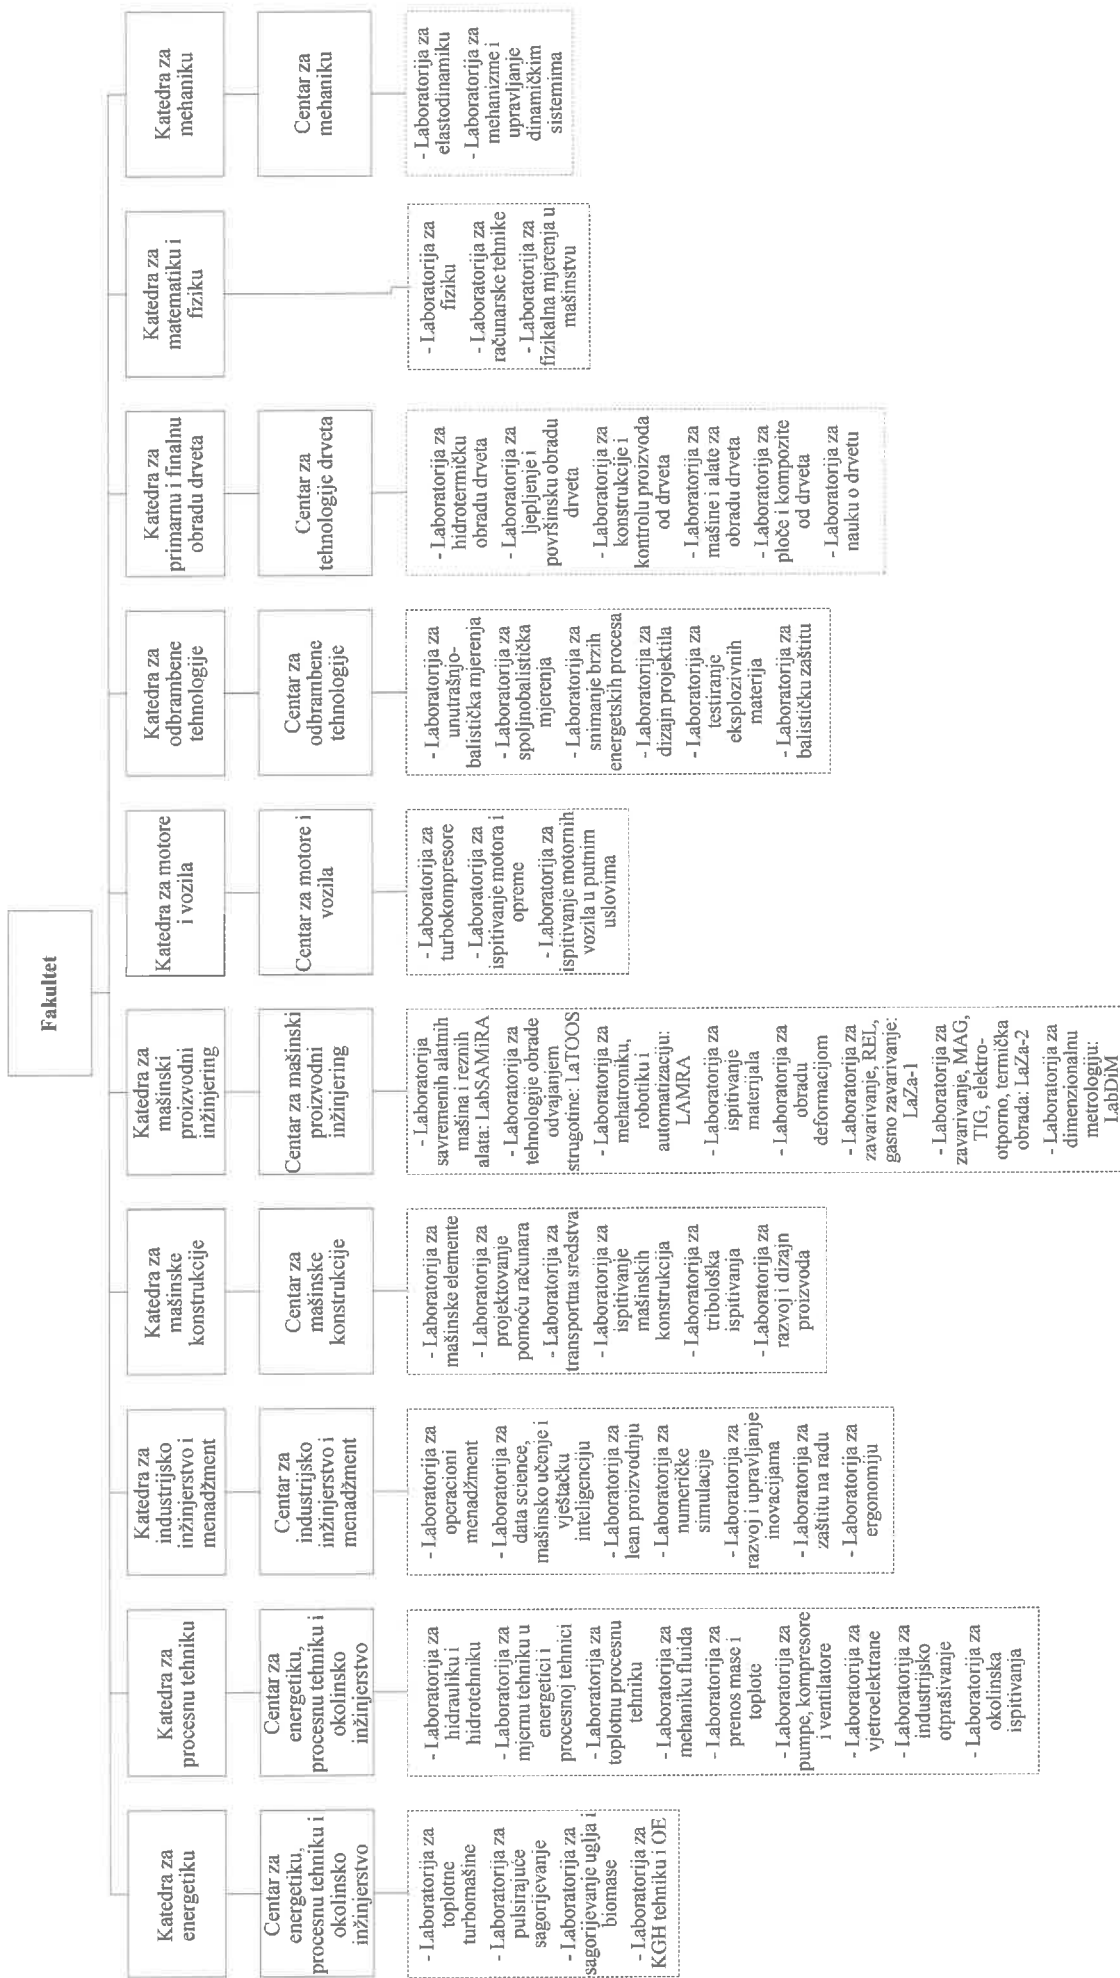 Fakultet
Katedra za
energetiku
Centar za
energetiku,
procesnu tehniku i
okolinsko
inžinjerstvo
- Laboratorija za
toplotne
turbomašine
- Laboratorija za
pulsirajuće
sagorijevanje
- Laboratorija za
sagorijevanje uglja i
biomase
- Laboratorija za
KGH tehniku i OE
Katedra za
procesnu tehniku
Centar za
energetiku,
procesnu tehniku i
okolinsko
inžinjerstvo
- Laboratorija za
hidrauliku i
hidrotehniku
- Laboratorija za
mjernu tehniku u
energetici i
procesnoj tehnici
- Laboratorija za
toplotnu procesnu
tehniku
- Laboratorija za
mehaniku fluida
- Laboratorija za
prenos mase i
toplote
- Laboratorija za
pumpe, kompresore
i ventilatore
- Laboratorija za
vjetroelektrane
- Laboratorija za
industrijsko
otprašivanje
- Laboratorija za
okolinska
ispitivanja
Katedra za
industrijsko
inžinjerstvo i
menadžment
Centar za
industrijsko
inžinjerstvo i
menadžment
- Laboratorija za
operacioni
menadžment
- Laboratorija za
data science,
mašinsko učenje i
vještačku
inteligenciju
- Laboratorija za
lean proizvodnju
- Laboratorija za
numeričke
simulacije
- Laboratorija za
razvoj i upravljanje
inovacijama
- Laboratorija za
zaštitu na radu
- Laboratorija za
ergonomiju
Katedra za
mašinske
konstrukcije
Centar za
mašinske
konstrukcije
- Laboratorija za
mašinske elemente
- Laboratorija za
projektovanje
pomoću računara
- Laboratorija za
transportna sredstva
- Laboratorija za
ispitivanje
mašinskih
konstrukcija
- Laboratorija za
tribološka
ispitivanja
- Laboratorija za
razvoj i dizajn
proizvoda
Katedra za
mašinski
proizvodni
inžinjering
Centar za mašinski
proizvodni
inžinjering
- Laboratorija
savremenih alatnih
mašina i reznih
alata: LabSAMiRA
- Laboratorija za
tehnologije obrade
odvajanjem
strugotine: LaTOOS
- Laboratorija za
mehatroniku,
robotiku i
automatizaciju:
LAMRA
- Laboratorija za
ispitivanje
materijala
- Laboratorija za
obradu
deformacijom
- Laboratorija za
zavarivanje, REL,
gasno zavarivanje:
LaZa-1
- Laboratorija za
zavarivanje, MAG,
TIG, elektro-
otporno, termička
obrada: LaZa-2
- Laboratorija za
dimenzionalnu
metrologiju:
LabDiM
Katedra za motore
i vozila
Centar za motore i
vozila
- Laboratorija za
turbokompresore
- Laboratorija za
ispitivanje motora i
opreme
- Laboratorija za
ispitivanje motornih
vozila u putnim
uslovima
Katedra za
odbrambene
tehnologije
Centar za
odbrambene
tehnologije
- Laboratorija za
unutrašnjo-
balistička mjerenja
- Laboratorija za
spoljnobalistička
mjerenja
- Laboratorija za
snimanje brzih
energetskih procesa
- Laboratorija za
dizajn projektila
- Laboratorija za
testiranje
eksplozivnih
materija
- Laboratorija za
balističku zaštitu
Katedra za
primarnu i finalnu
obradu drveta
Centar za
tehnologije drveta
- Laboratorija za
hidrotermičku
obradu drveta
- Laboratorija za
ljepljenje i
površinsku obradu
drveta
- Laboratorija za
konstrukcije i
kontrolu proizvoda
od drveta
- Laboratorija za
mašine i alate za
obradu drveta
- Laboratorija za
ploče i kompozite
od drveta
- Laboratorija za
nauku o drvetu
Katedra za
matematiku i
fiziku
- Laboratorija za
fiziku
- Laboratorija za
računarske tehnike
- Laboratorija za
fizikalna mjerenja u
mašinstvu
Katedra za
mehaniku
Centar za
mehaniku
- Laboratorija za
elastodinamiku
- Laboratorija za
mehanizme i
upravljanje
dinamičkim
sistemima